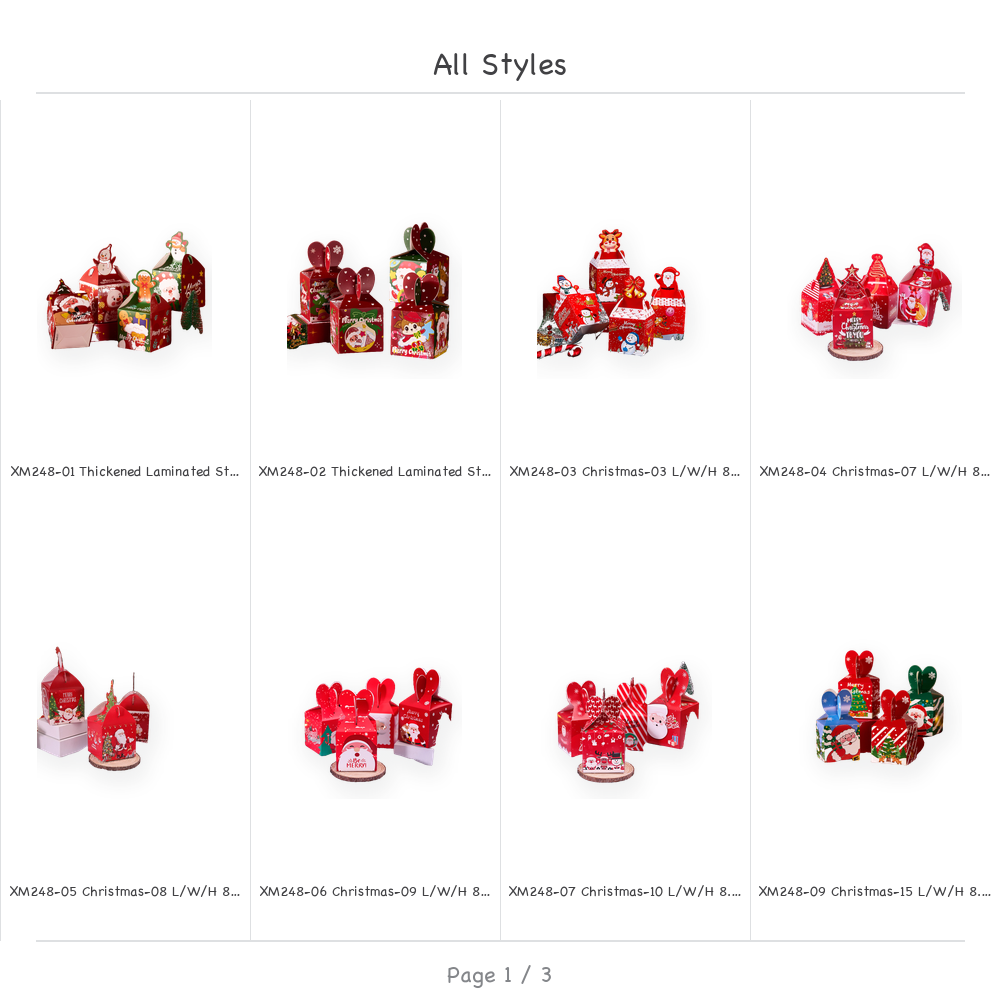 All Styles
XM248-01 Thickened Laminated St...
XM248-02 Thickened Laminated St...
XM248-03 Christmas-03 L/W/H 8...
XM248-04 Christmas-07 L/W/H 8...
XM248-05 Christmas-08 L/W/H 8...
XM248-06 Christmas-09 L/W/H 8...
XM248-07 Christmas-10 L/W/H 8....
XM248-09 Christmas-15 L/W/H 8....
Page 1 / 3